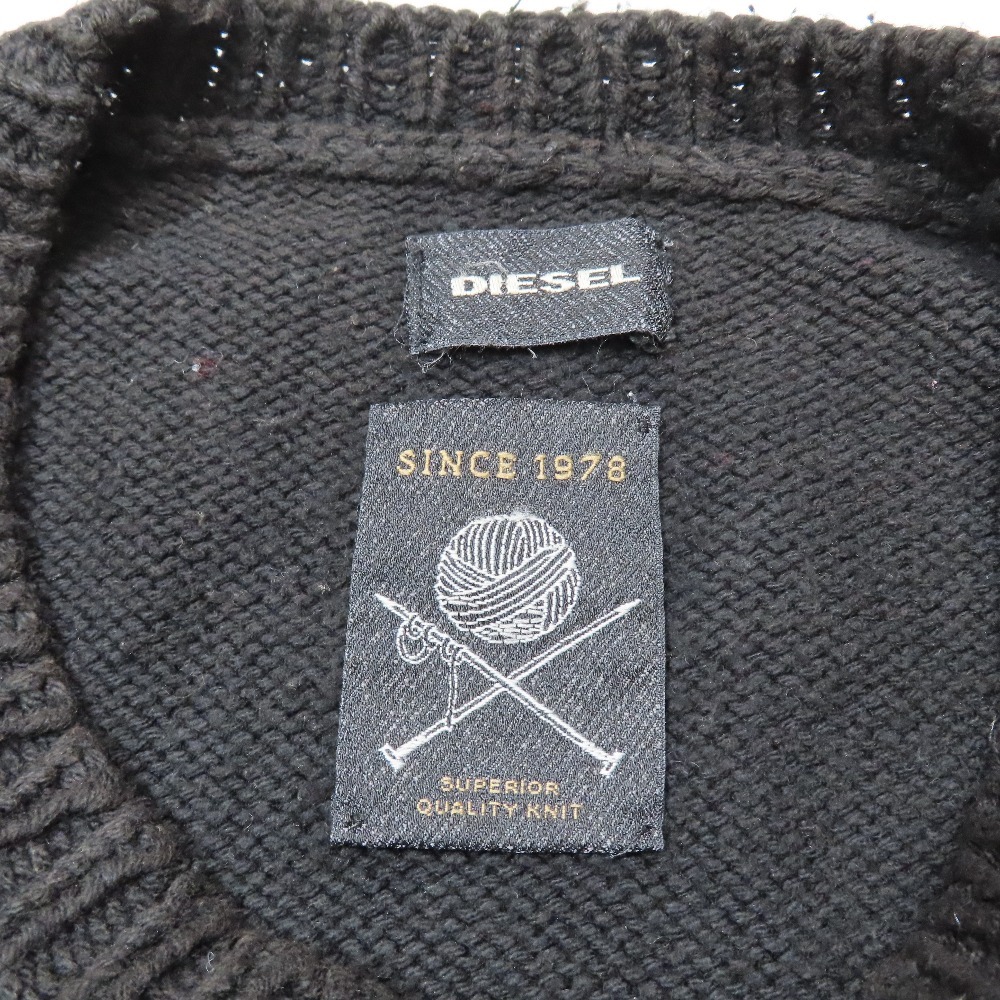 DIESEL
SINCE 1978
SUPERIOR
QUALITY KNIT